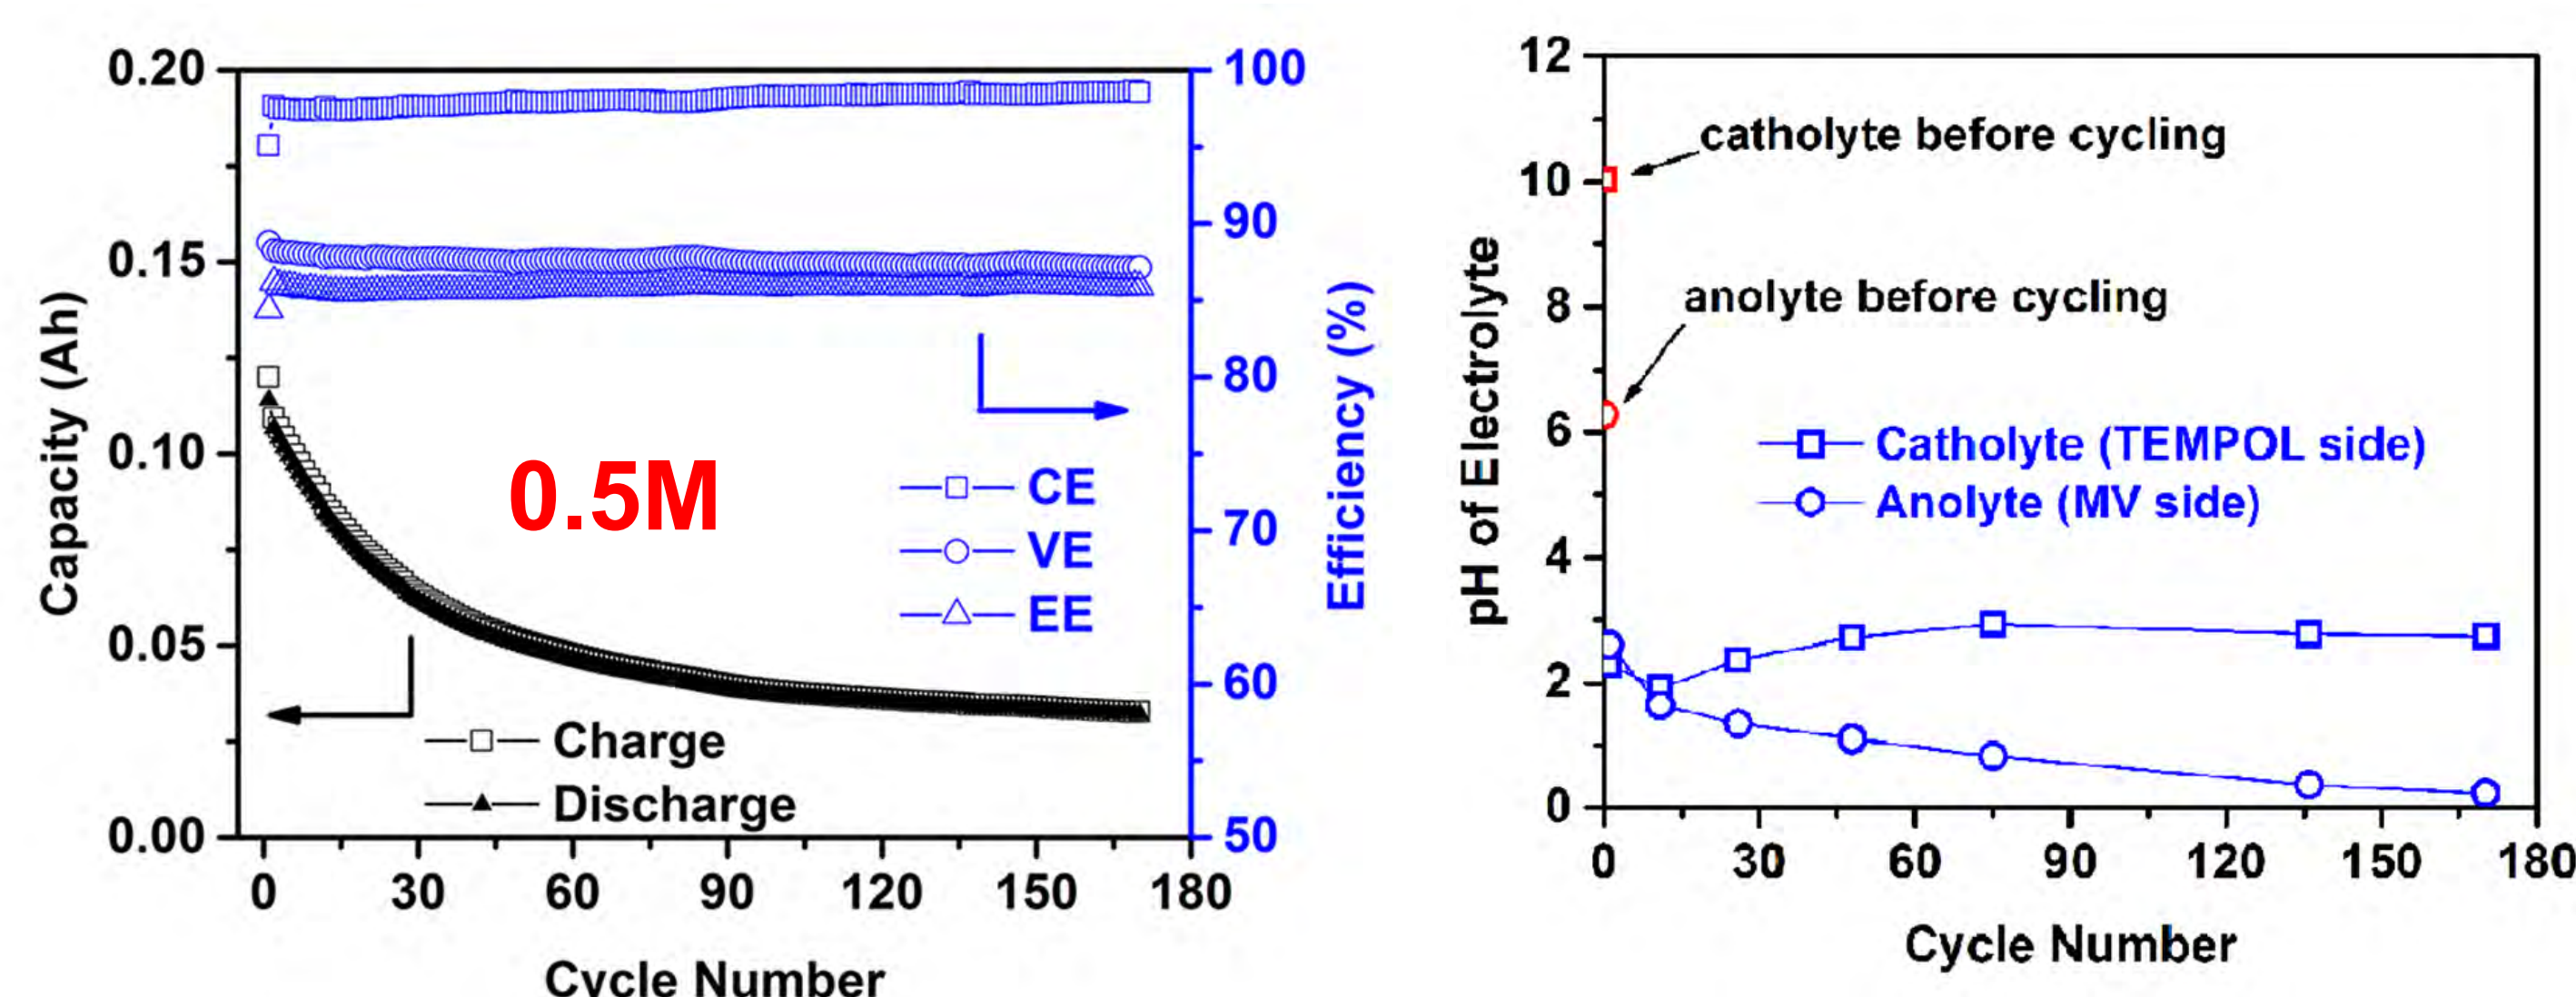 0.20
0.15
0.10
0.05
0.00
Capacity (Ah)
100
90
80
70
60
50
Efficiency (%)
0.5M
CE
VE
EE
Charge
Discharge
0 30 60 90 120 150 180
Cycle Number
12
10
8
6
4
2
0
pH of Electrolyte
catholyte before cycling
anolyte before cycling
Catholyte (TEMPOL side)
Anolyte (MV side)
0 30 60 90 120 150 180
Cycle Number